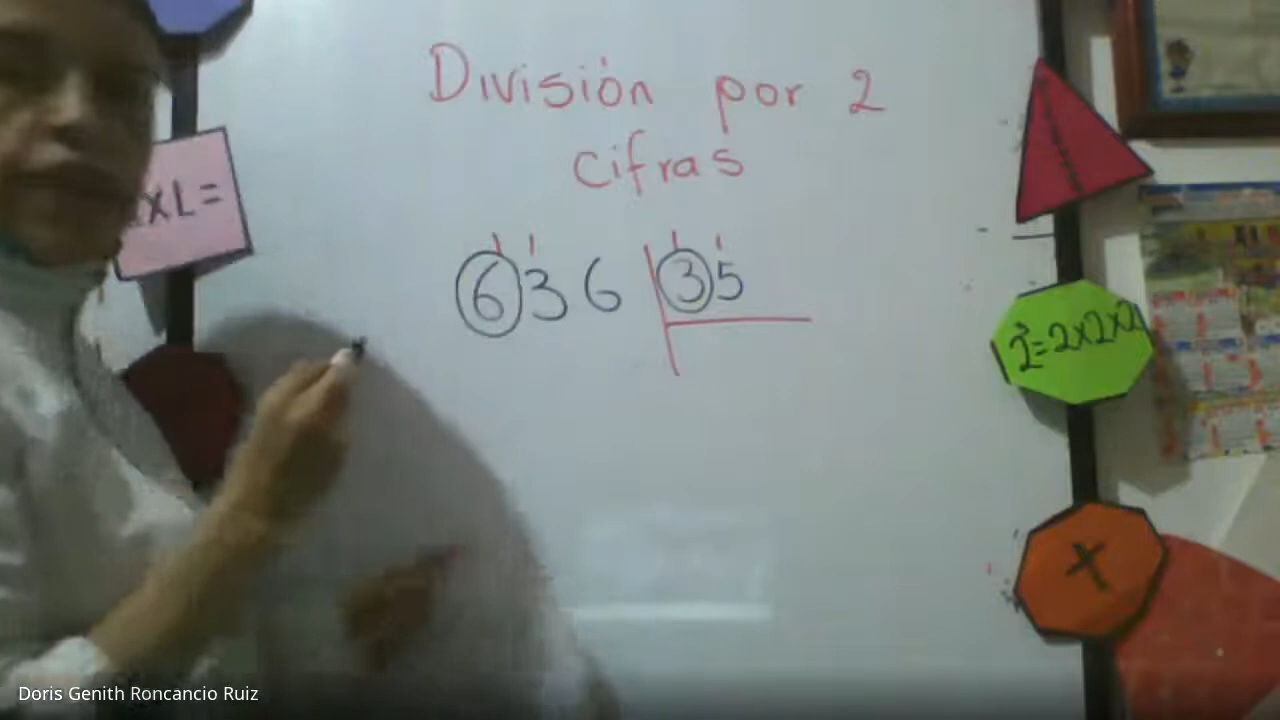 División por 2
cifras
XL=
636 35
2³=2x2x2
X
Doris Genith Roncancio Ruiz